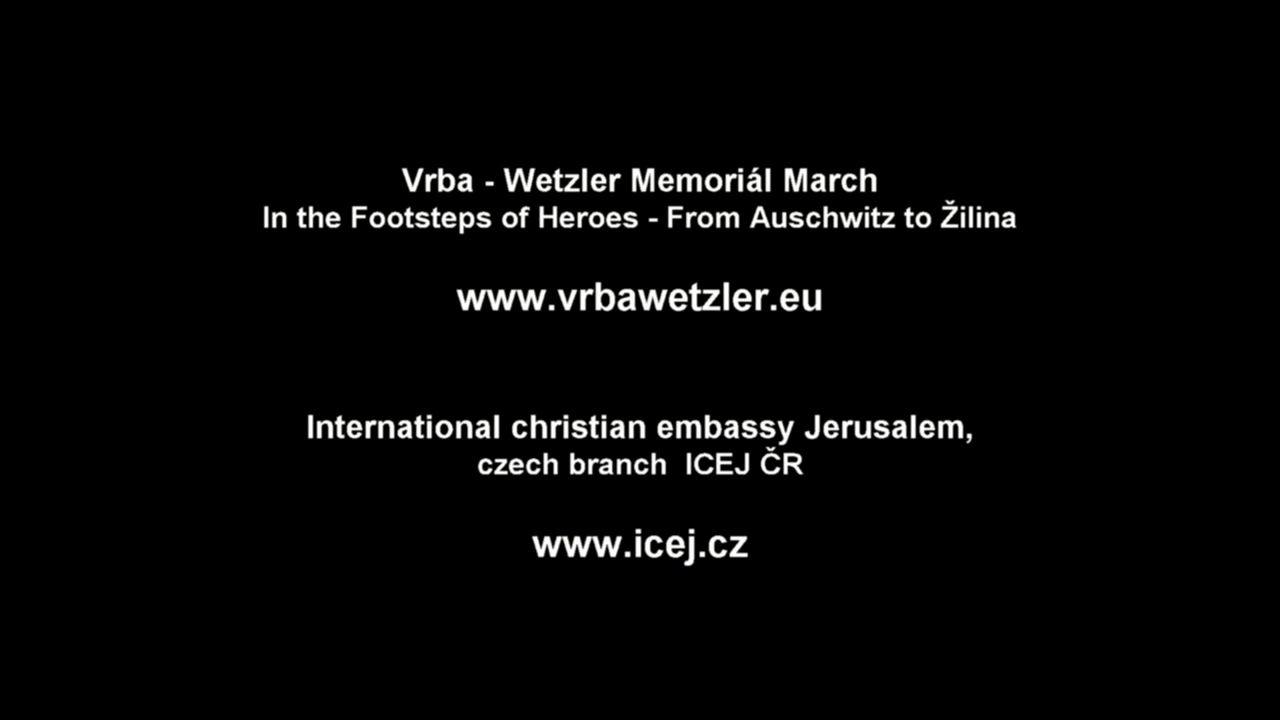 Vrba - Wetzler Memoriál March
In the Footsteps of Heroes - From Auschwitz to Žilina
www.vrbawetzler.eu
International christian embassy Jerusalem,
czech branch ICEJ ČR
www.icej.cz